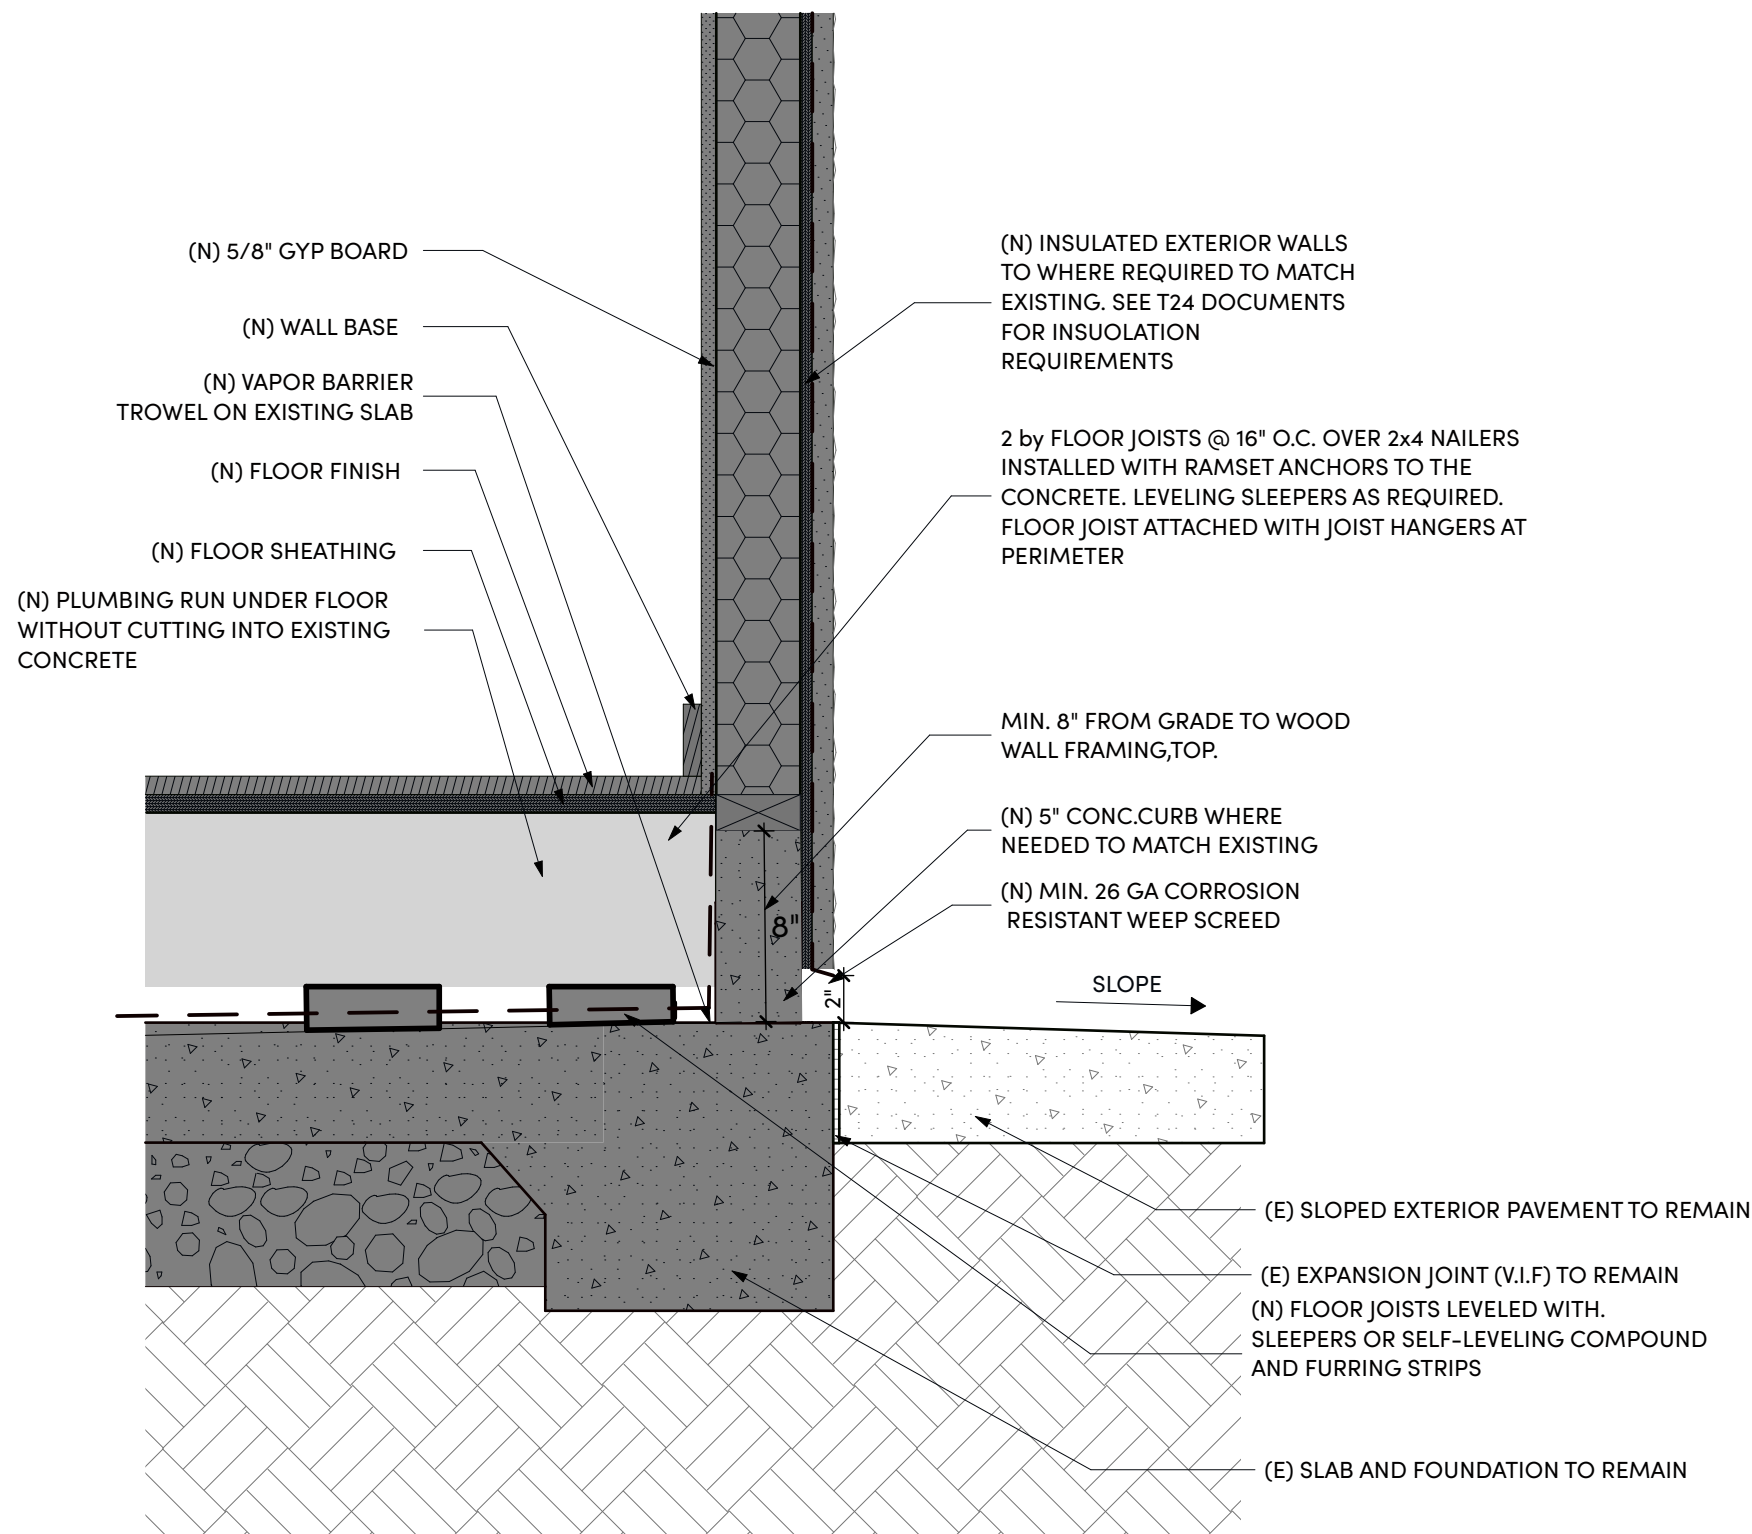 (N) 5/8" GYP BOARD
(N) WALL BASE
(N) VAPOR BARRIER
TROWEL ON EXISTING SLAB
(N) FLOOR FINISH
(N) FLOOR SHEATHING
(N) PLUMBING RUN UNDER FLOOR
WITHOUT CUTTING INTO EXISTING
CONCRETE
(N) INSULATED EXTERIOR WALLS
TO WHERE REQUIRED TO MATCH
EXISTING. SEE T24 DOCUMENTS
FOR INSUOLATION
REQUIREMENTS
2 by FLOOR JOISTS @ 16" O.C. OVER 2x4 NAILERS
INSTALLED WITH RAMSET ANCHORS TO THE
CONCRETE. LEVELING SLEEPERS AS REQUIRED.
FLOOR JOIST ATTACHED WITH JOIST HANGERS AT
PERIMETER
MIN. 8" FROM GRADE TO WOOD
WALL FRAMING,TOP.
(N) 5" CONC.CURB WHERE
NEEDED TO MATCH EXISTING
(N) MIN. 26 GA CORROSION
RESISTANT WEEP SCREED
8"
2"
SLOPE
(E) SLOPED EXTERIOR PAVEMENT TO REMAIN
(E) EXPANSION JOINT (V.I.F) TO REMAIN
(N) FLOOR JOISTS LEVELED WITH.
SLEEPERS OR SELF-LEVELING COMPOUND
AND FURRING STRIPS
(E) SLAB AND FOUNDATION TO REMAIN